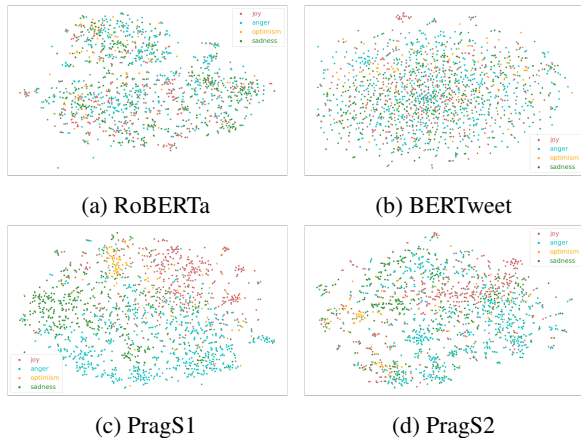 joy
anger
optimism
sadness
joy
anger
optimism
sadness
(a) RoBERTa
(b) BERTweet
joy
anger
optimism
sadness
joy
anger
optimism
sadness
(c) PragS1
(d) PragS2